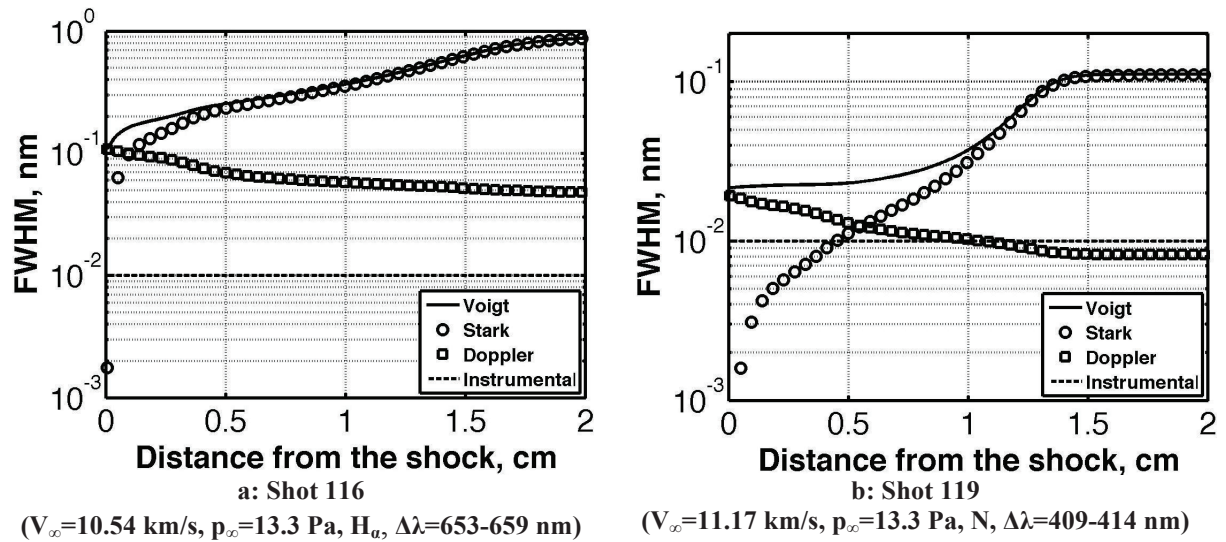 10^0
10^-1
10^-2
10^-3
FWHM, nm
Voigt
Stark
Doppler
Instrumental
0 0.5 1 1.5 2
Distance from the shock, cm
a: Shot 116
(V∞=10.54 km/s, p∞=13.3 Pa, Hα, Δλ=653-659 nm)
10^-1
10^-2
10^-3
FWHM, nm
Voigt
Stark
Doppler
Instrumental
0 0.5 1 1.5 2
Distance from the shock, cm
b: Shot 119
(V∞=11.17 km/s, p∞=13.3 Pa, N, Δλ=409-414 nm)